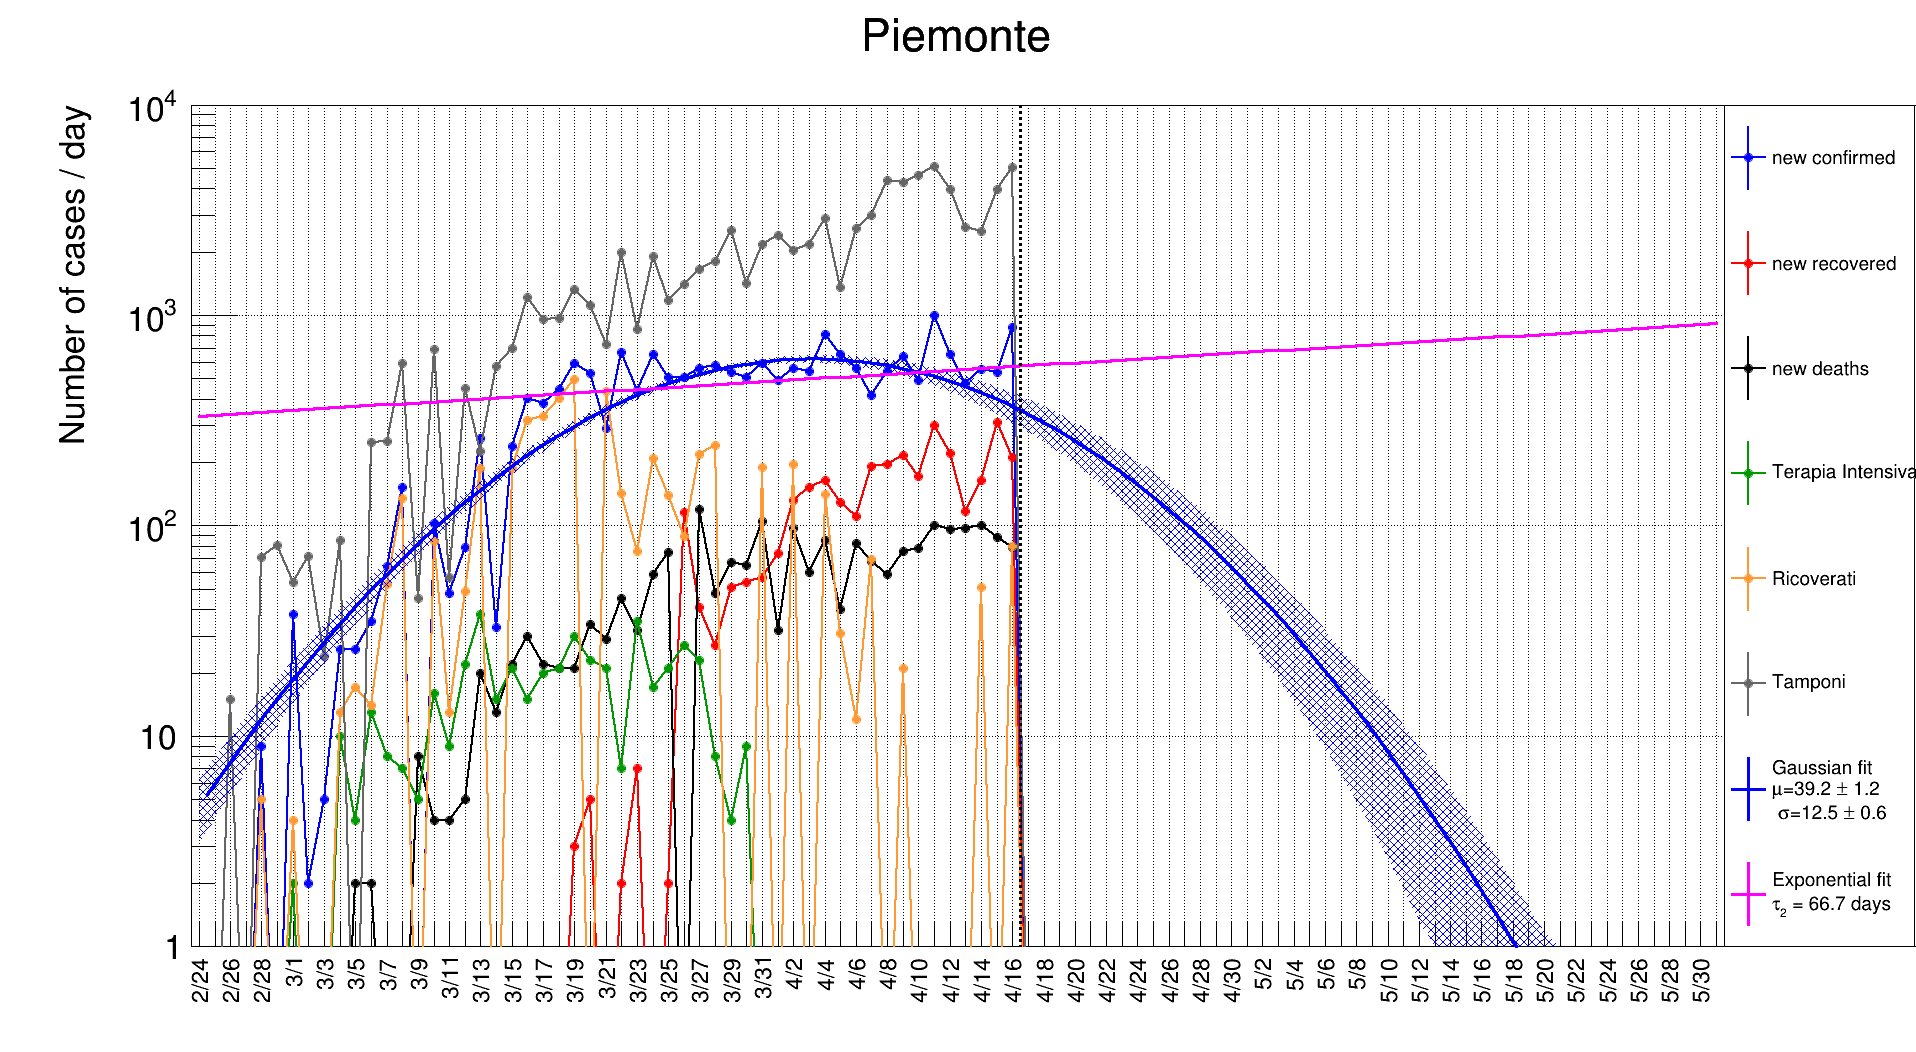 Piemonte
Number of cases / day
10⁴
10³
10²
10
1
2/24 2/26 2/28 3/1 3/3 3/5 3/7 3/9 3/11 3/13 3/15 3/17 3/19 3/21 3/23 3/25 3/27 3/29 3/31 4/2 4/4 4/6 4/8 4/10 4/12 4/14 4/16 4/18 4/20 4/22 4/24 4/26 4/28 4/30 5/2 5/4 5/6 5/8 5/10 5/12 5/14 5/16 5/18 5/20 5/22 5/24 5/26 5/28 5/30
new confirmed
new recovered
new deaths
Terapia Intensiva
Ricoverati
Tamponi
Gaussian fit
μ=39.2 ± 1.2
σ=12.5 ± 0.6
Exponential fit
τ₂ = 66.7 days